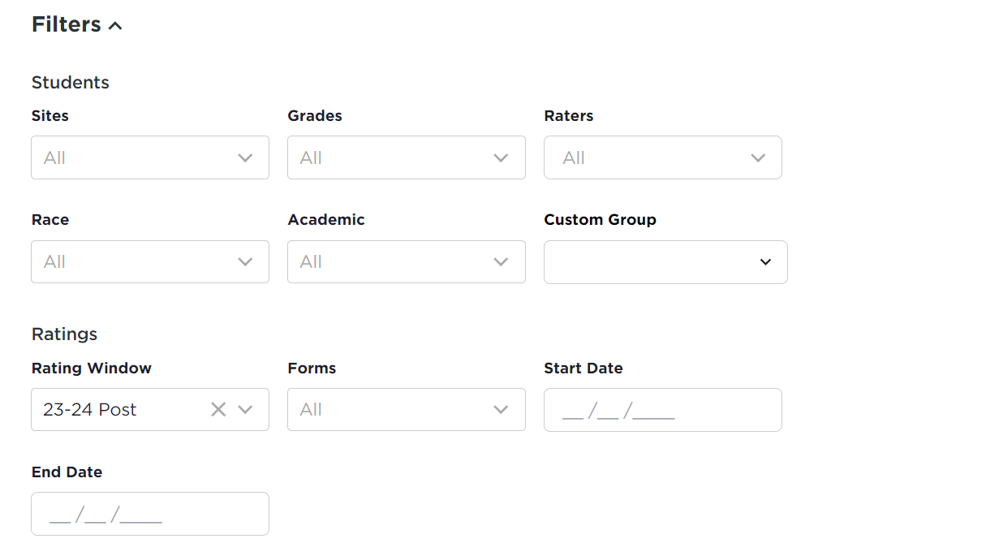 Filters
Students
Sites Grades Raters
All All All
Race Academic Custom Group
All All
Ratings
Rating Window Forms Start Date
23-24 Post All __ /__ /____
End Date
__ /__ /____